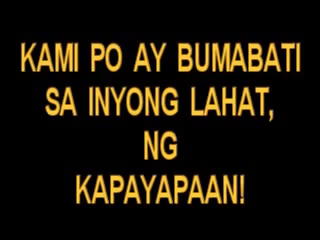 KAMI PO AY BUMABATI
SA INYONG LAHAT,
NG
KAPAYAPAAN!